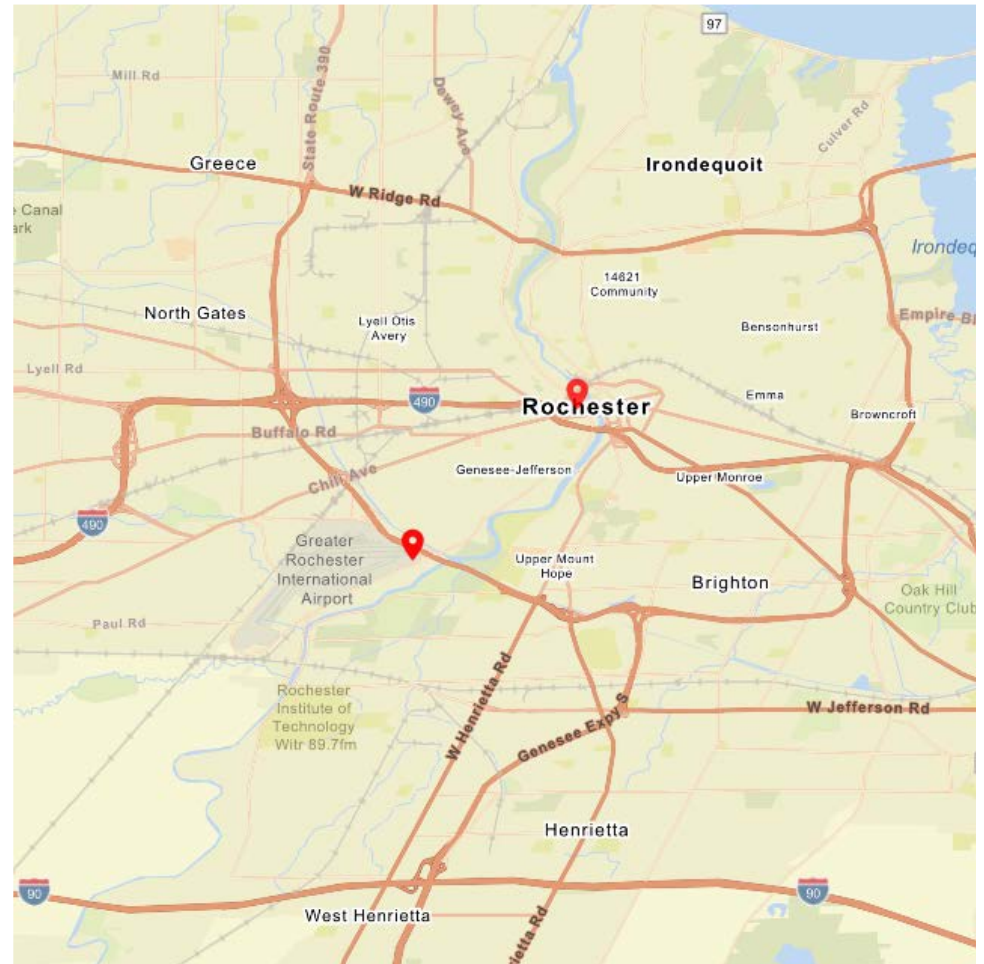 97
Mill Rd
State Route 390
Dewey Ave
Culver Rd
Greece
Irondequoit
W Ridge Rd
Canal
ark
Irondeq
14621
Community
North Gates
Lyell Otis
Avery
Bensonhurst
Empire Bl
Lyell Rd
490
Emma
Rochester
Browncroft
Buffalo Rd
Genesee-Jefferson
Chili Ave
Upper Monroe
490
Greater
Rochester
International
Airport
Upper Mount
Hope
Brighton
Oak Hill
Country Club
Paul Rd
Rochester
Institute of
Technology
Witr 89.7fm
W Henrietta Rd
W Jefferson Rd
Genesee Expy S
Henrietta
90
90
West Henrietta
rietta Rd